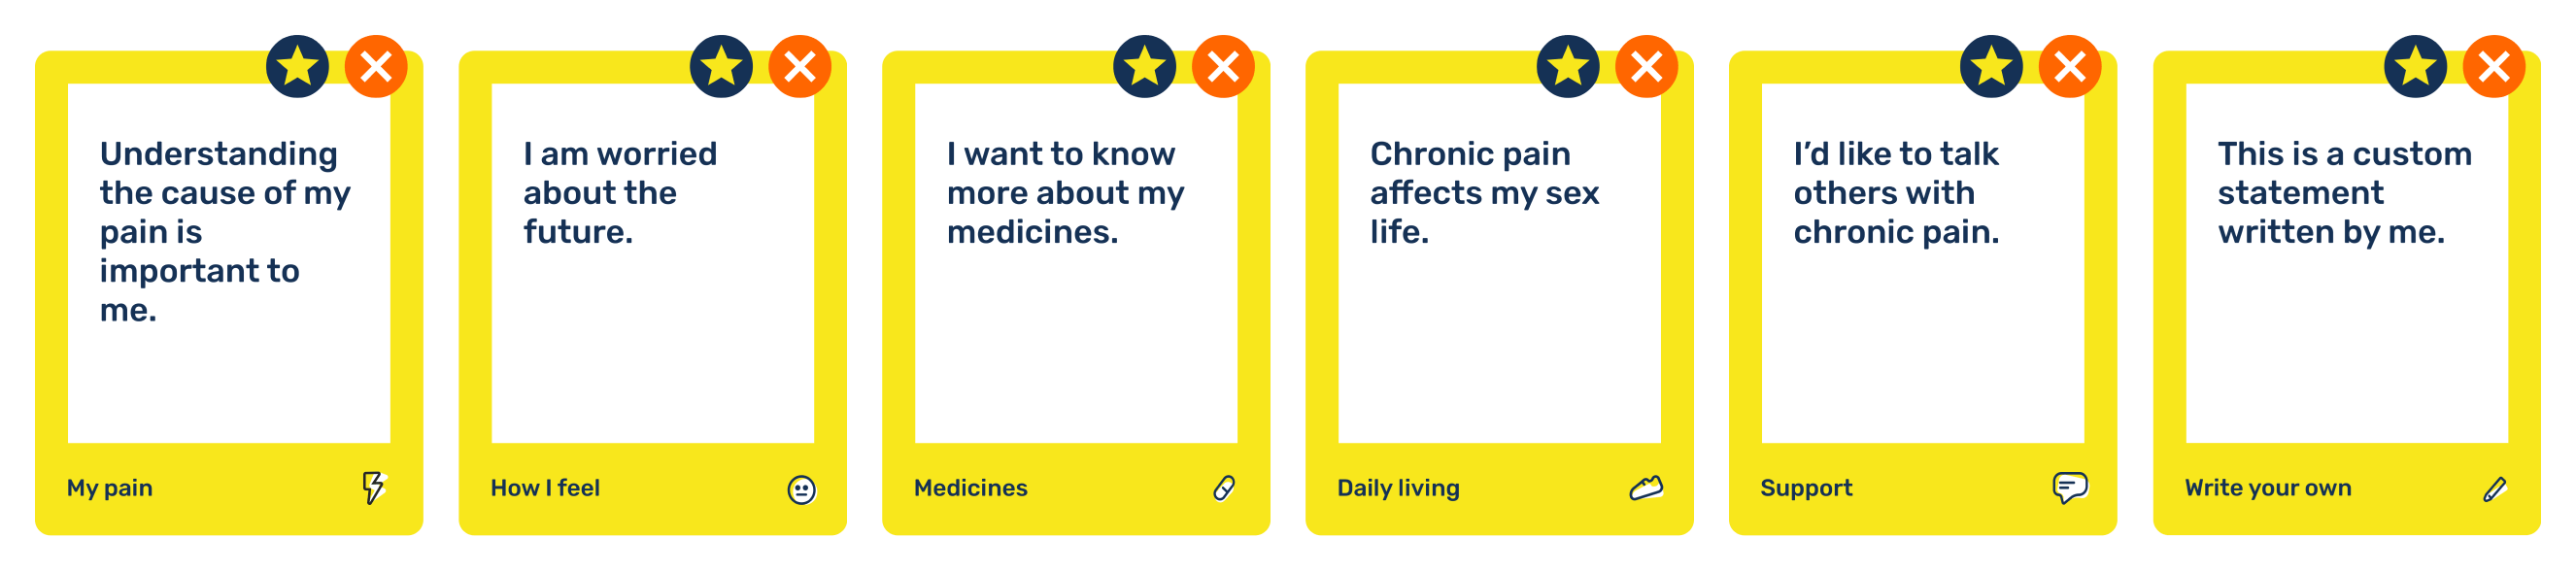 Understanding
the cause of my
pain is
important to
me.
My pain
I am worried
about the
future.
How I feel
I want to know
more about my
medicines.
Medicines
Chronic pain
affects my sex
life.
Daily living
I’d like to talk
others with
chronic pain.
Support
This is a custom
statement
written by me.
Write your own